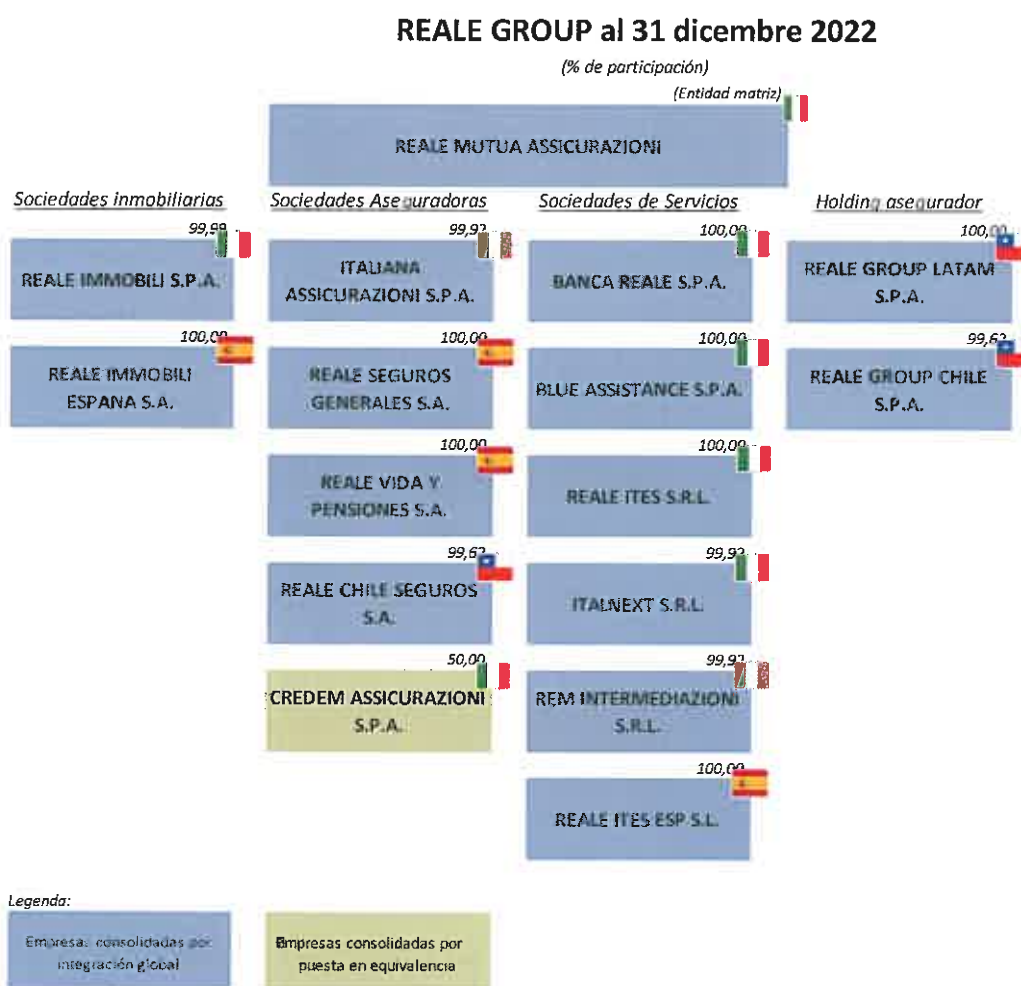 REALE GROUP al 31 dicembre 2022
(% de participación)
(Entidad matriz)
REALE MUTUA ASSICURAZIONI
Sociedades inmobiliarias
99,99
REALE IMMOBILI S.P.A.
100,00
REALE IMMOBILI
ESPANA S.A.
Sociedades Aseguradoras
99,92
ITALIANA
ASSICURAZIONI S.P.A.
100,00
REALE SEGUROS
GENERALES S.A.
100,00
REALE VIDA Y
PENSIONES S.A.
99,62
REALE CHILE SEGUROS
S.A.
50,00
CREDEM ASSICURAZIONI
S.P.A.
Sociedades de Servicios
100,00
BANCA REALE S.P.A.
100,00
BLUE ASSISTANCE S.P.A.
100,00
REALE ITES S.R.L.
99,92
ITALNEXT S.R.L.
99,92
REM INTERMEDIAZIONI
S.R.L.
100,00
REALE ITES ESP S.L.
Holding asegurador
100,00
REALE GROUP LATAM
S.P.A.
99,62
REALE GROUP CHILE
S.P.A.
Legenda:
Empresas consolidadas por
integración global
Empresas consolidadas por
puesta en equivalencia